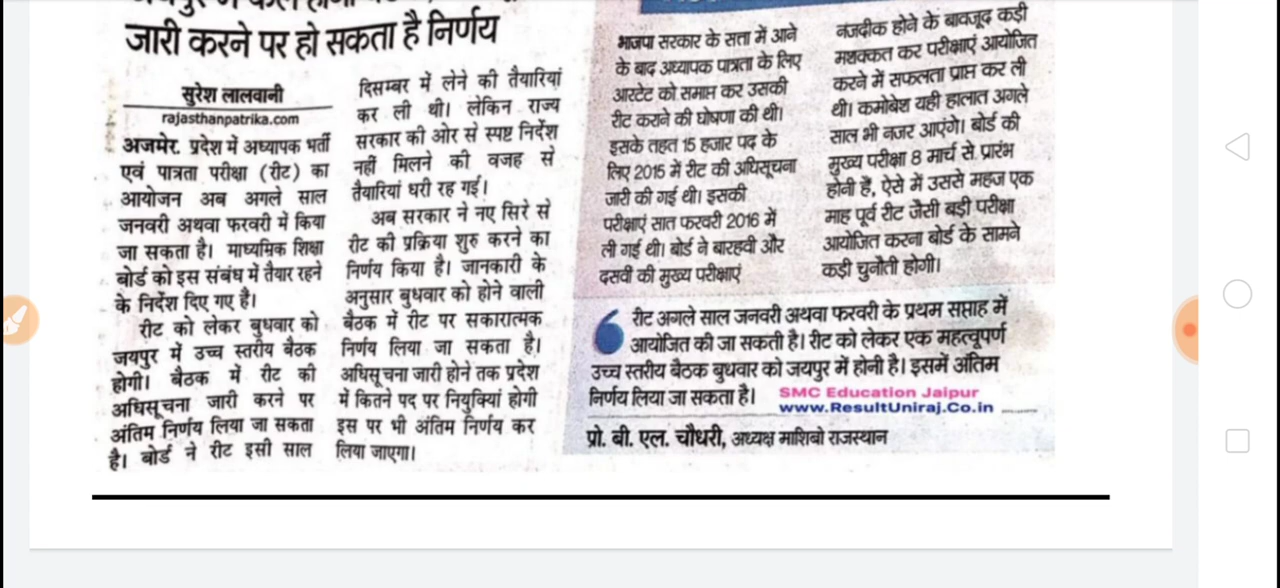 जारी करने पर हो सकता है निर्णय
सुरेश लालवानी
rajasthanpatrika.com
अजमेर. प्रदेश में अध्यापक भर्ती
एवं पात्रता परीक्षा (रीट) का
आयोजन अब अगले साल
जनवरी अथवा फरवरी में किया
जा सकता है। माध्यमिक शिक्षा
बोर्ड को इस संबंध में तैयार रहने
के निर्देश दिए गए हैं।
रीट को लेकर बुधवार को
जयपुर में उच्च स्तरीय बैठक
होगी। बैठक में रीट की
अधिसूचना जारी करने पर
अंतिम निर्णय लिया जा सकता
है। बोर्ड ने रीट इसी साल
दिसम्बर में लेने की तैयारियां
कर ली थी। लेकिन राज्य
सरकार की ओर से स्पष्ट निर्देश
नहीं मिलने की वजह से
तैयारियां धरी रह गई।
अब सरकार ने नए सिरे से
रीट की प्रक्रिया शुरु करने का
निर्णय किया है। जानकारी के
अनुसार बुधवार को होने वाली
बैठक में रीट पर सकारात्मक
निर्णय लिया जा सकता है।
अधिसूचना जारी होने तक प्रदेश
में कितने पद पर नियुक्यिां होगी
इस पर भी अंतिम निर्णय कर
लिया जाएगा।
भाजपा सरकार के सत्ता में आने
के बाद अध्यापक पात्रता के लिए
आरटेट को समाप्त कर उसकी
रीट कराने की घोषणा की थी।
इसके तहत 15 हजार पद के
लिए 2015 में रीट की अधिसूचना
जारी की गई थी। इसकी
परीक्षाएं सात फरवरी 2016 में
ली गई थी। बोर्ड ने बारहवी और
दसवीं की मुख्य परीक्षाएं
नजदीक होने के बावजूद कड़ी
मशक्कत कर परीक्षाएं आयोजित
करने में सफलता प्राप्त कर ली
थी। कमोबेश यही हालात अगले
साल भी नजर आएंगे। बोर्ड की
मुख्य परीक्षा 8 मार्च से प्रारंभ
होनी है, ऐसे में उससे महज एक
माह पूर्व रीट जैसी बड़ी परीक्षा
आयोजित करना बोर्ड के सामने
कड़ी चुनौती होगी।
रीट अगले साल जनवरी अथवा फरवरी के प्रथम सप्ताह में
आयोजित की जा सकती है। रीट को लेकर एक महत्वूपर्ण
उच्च स्तरीय बैठक बुधवार को जयपुर में होनी है। इसमें अंतिम
निर्णय लिया जा सकता है।
SMC Education Jaipur
www.ResultUniraj.Co.in
प्रो. बी. एल. चौधरी, अध्यक्ष माशिबो राजस्थान